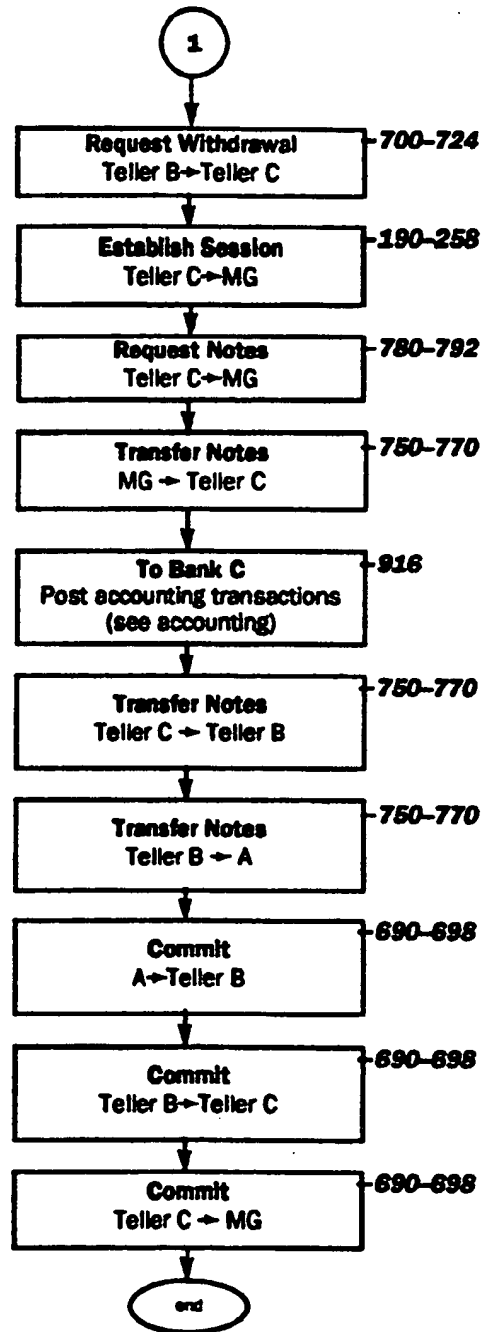 1
Request Withdrawal
Teller B→Teller C
700–724
Establish Session
Teller C→MG
190–258
Request Notes
Teller C→MG
780–792
Transfer Notes
MG → Teller C
750–770
To Bank C
Post accounting transactions
(see accounting)
916
Transfer Notes
Teller C → Teller B
750–770
Transfer Notes
Teller B → A
750–770
Commit
A→Teller B
690–698
Commit
Teller B→Teller C
690–698
Commit
Teller C → MG
690–698
end